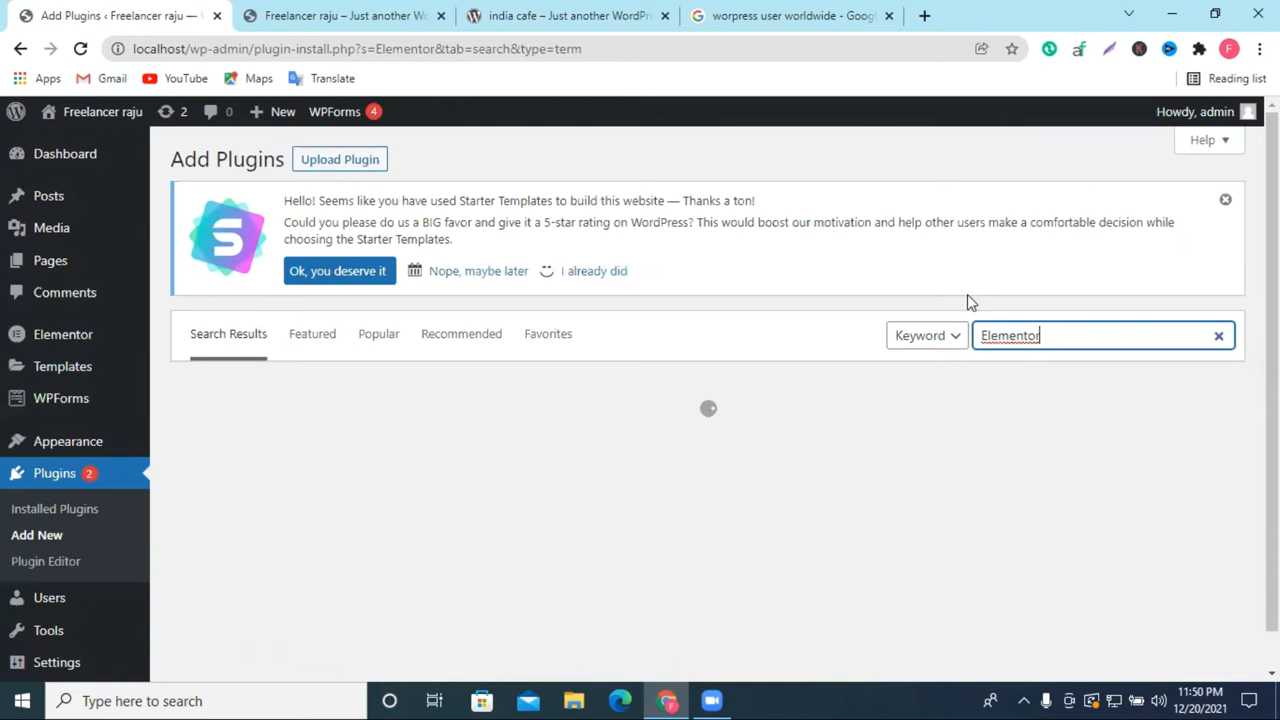 Add Plugins ‹ Freelancer raju —
Freelancer raju – Just another W
india cafe – Just another WordPr
worpress user worldwide - Goog
localhost/wp-admin/plugin-install.php?s=Elementor&tab=search&type=term
F
Apps
Gmail
YouTube
Maps
Translate
Reading list
Freelancer raju
2
0
New
WPForms 4
Howdy, admin
Dashboard
Posts
Media
Pages
Comments
Elementor
Templates
WPForms
Appearance
Plugins 2
Installed Plugins
Add New
Plugin Editor
Users
Tools
Settings
Help
Add Plugins
Upload Plugin
Hello! Seems like you have used Starter Templates to build this website — Thanks a ton!
Could you please do us a BIG favor and give it a 5-star rating on WordPress? This would boost our motivation and help other users make a comfortable decision while
choosing the Starter Templates.
Ok, you deserve it
Nope, maybe later
I already did
Search Results
Featured
Popular
Recommended
Favorites
Keyword
Elementor
Type here to search
11:50 PM
12/20/2021